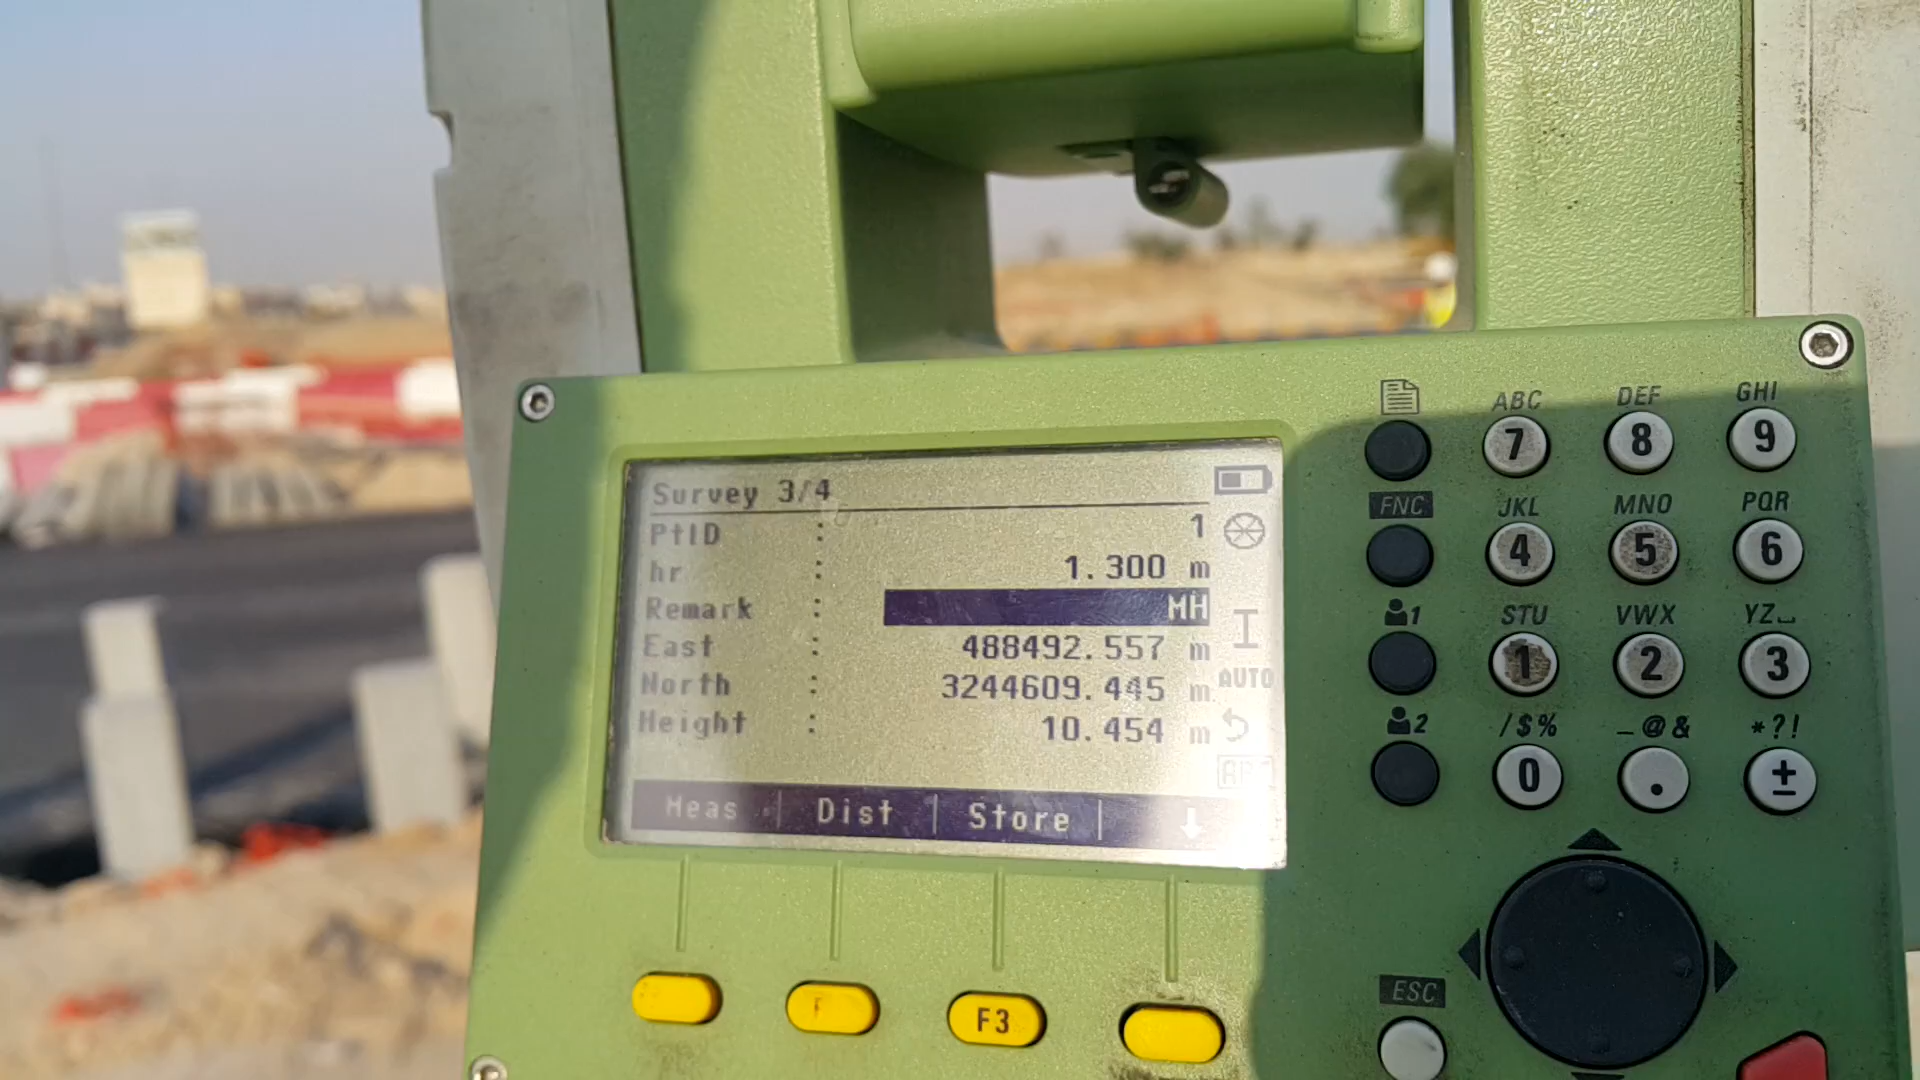 Survey 3/4
PtID : 1
hr : 1.300 m
Remark : MH
East : 488492.557 m
North : 3244609.445 m
Height : 10.454 m
AUTO
Meas | Dist | Store | ↓
F3
ABC DEF GHI
7 8 9
FNC JKL MNO PQR
4 5 6
1 STU VWX YZ␣
1 2 3
2 /$% _@& *?!
0 . ±
ESC